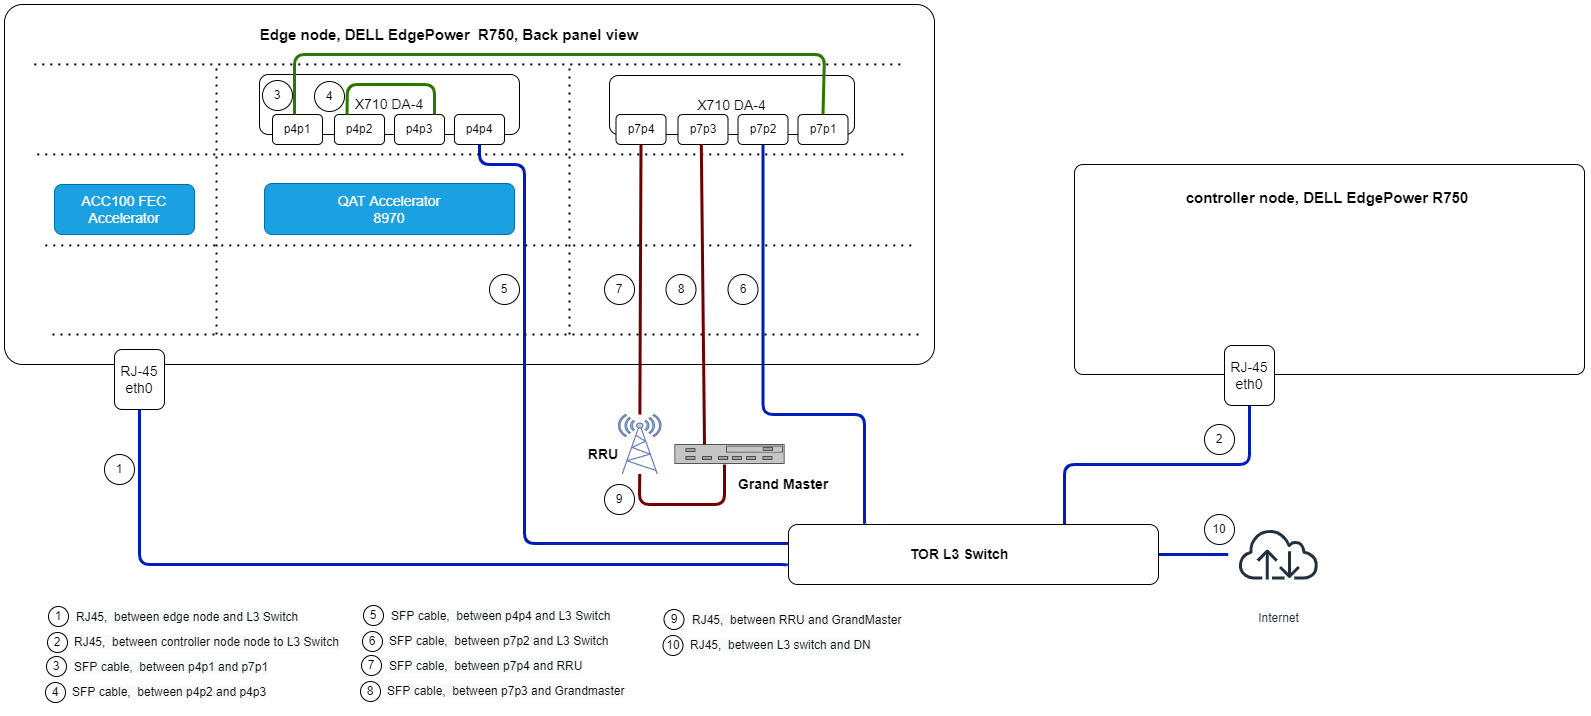 Edge node, DELL EdgePower  R750, Back panel view
3
4
X710 DA-4
X710 DA-4
p4p1
p4p2
p4p3
p4p4
p7p4
p7p3
p7p2
p7p1
ACC100 FEC
Accelerator
QAT Accelerator
8970
controller node, DELL EdgePower R750
5
7
8
6
RJ-45
eth0
RJ-45
eth0
1
RRU
Grand Master
9
2
10
TOR L3 Switch
Internet
1 RJ45,  between edge node and L3 Switch
2 RJ45,  between controller node node to L3 Switch
3 SFP cable,  between p4p1 and p7p1
4 SFP cable,  between p4p2 and p4p3
5 SFP cable,  between p4p4 and L3 Switch
6 SFP cable,  between p7p2 and L3 Switch
7 SFP cable,  between p7p4 and RRU
8 SFP cable,  between p7p3 and Grandmaster
9 RJ45,  between RRU and GrandMaster
10 RJ45,  between L3 switch and DN